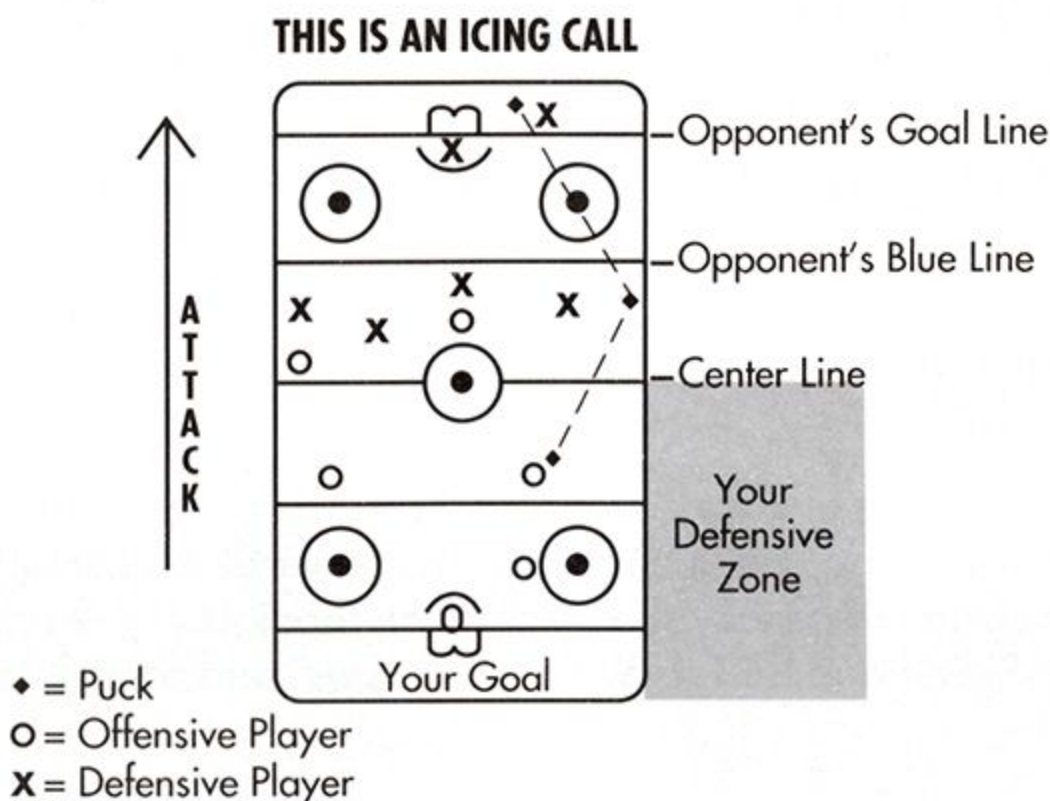 THIS IS AN ICING CALL
Opponent's Goal Line
Opponent's Blue Line
ATTACK
Center Line
Your
Defensive
Zone
Your Goal
♦ = Puck
O = Offensive Player
X = Defensive Player